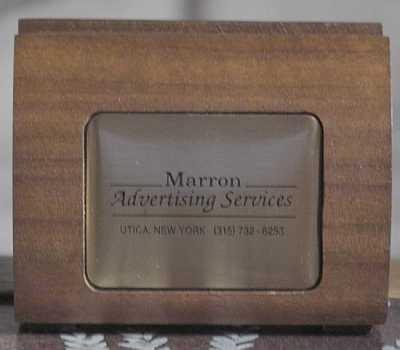 Marron
Advertising Services
UTICA, NEW YORK (315) 732-6253